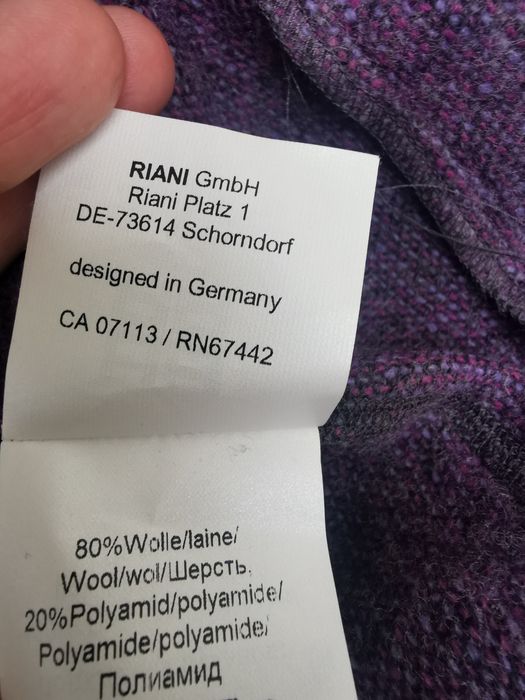 RIANI GmbH
Riani Platz 1
DE-73614 Schorndorf
designed in Germany
CA 07113 / RN67442
80%Wolle/laine/
Wool/wol/Шерсть,
20%Polyamid/polyamide/
Polyamide/polyamide/
Полиамид